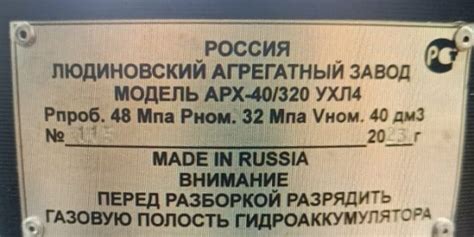 РОССИЯ
ЛЮДИНОВСКИЙ АГРЕГАТНЫЙ ЗАВОД
МОДЕЛЬ АРХ-40/320 УХЛ4
Рпроб. 48 Мпа Рном. 32 Мпа Vном. 40 дм3
№ 20 г
MADE IN RUSSIA
ВНИМАНИЕ
ПЕРЕД РАЗБОРКОЙ РАЗРЯДИТЬ
ГАЗОВУЮ ПОЛОСТЬ ГИДРОАККУМУЛЯТОРА